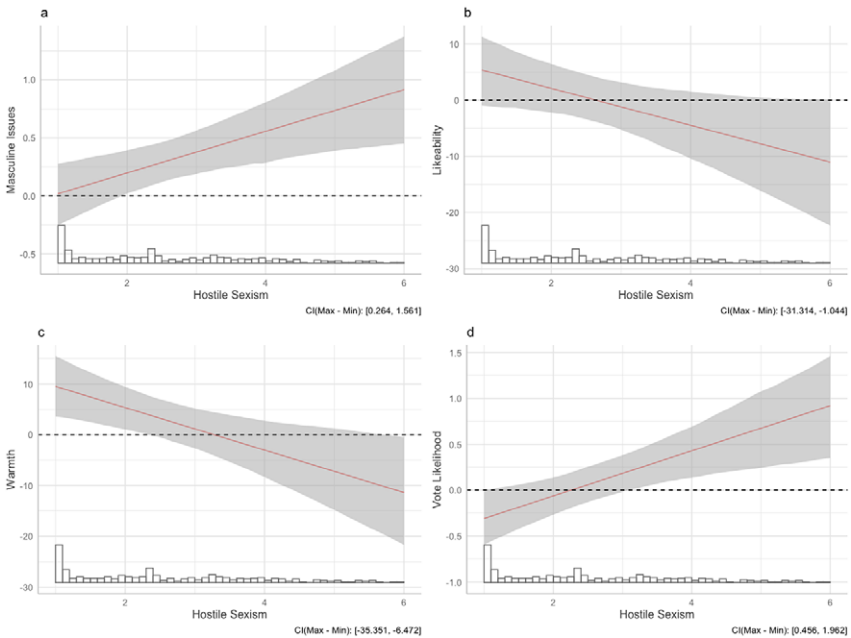 a
1.0
0.5
0.0
-0.5
Masculine Issues
2
4
6
Hostile Sexism
CI(Max - Min): [0.264, 1.561]
b
10
0
-10
-20
-30
Likeability
2
4
6
Hostile Sexism
CI(Max - Min): [-31.314, -1.044]
c
10
0
-10
-20
-30
Warmth
2
4
6
Hostile Sexism
CI(Max - Min): [-35.351, -6.472]
d
1.5
1.0
0.5
0.0
-0.5
-1.0
Vote Likelihood
2
4
6
Hostile Sexism
CI(Max - Min): [0.456, 1.962]